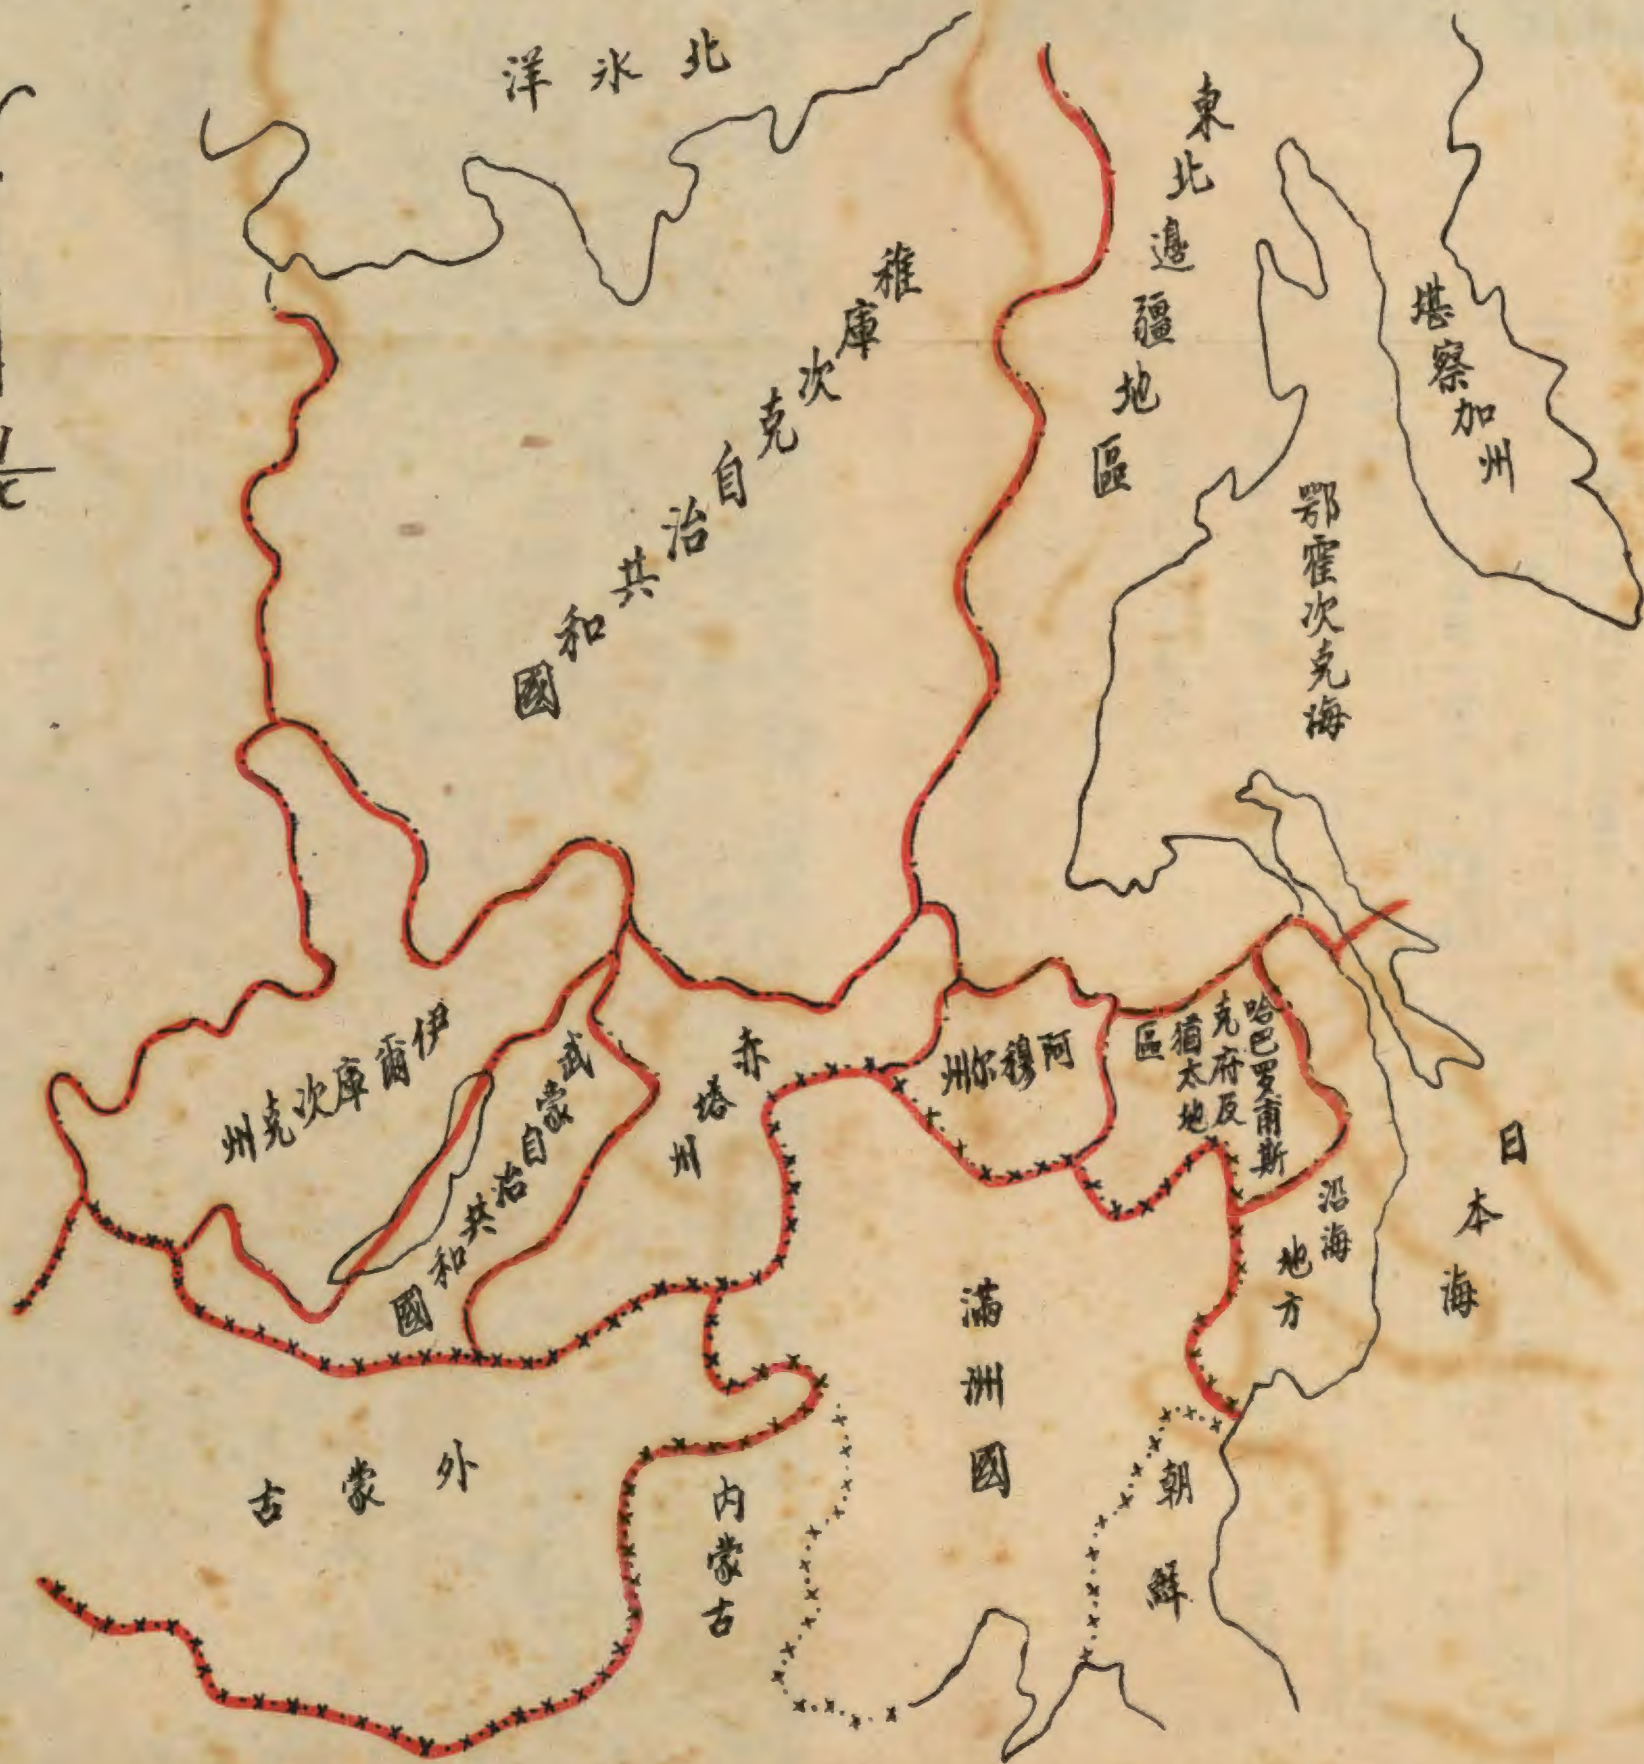 北氷洋
東北邊疆地區
稚庫次克自治共和國
堪察加州
鄂霍次克海
伊爾庫次克州
武蒙自治共和國
赤塔州
阿穆尔州
哈巴罗甫斯
克府及
猶太地
區
沿海
地方
日本海
滿洲國
朝鮮
外蒙古
內蒙古